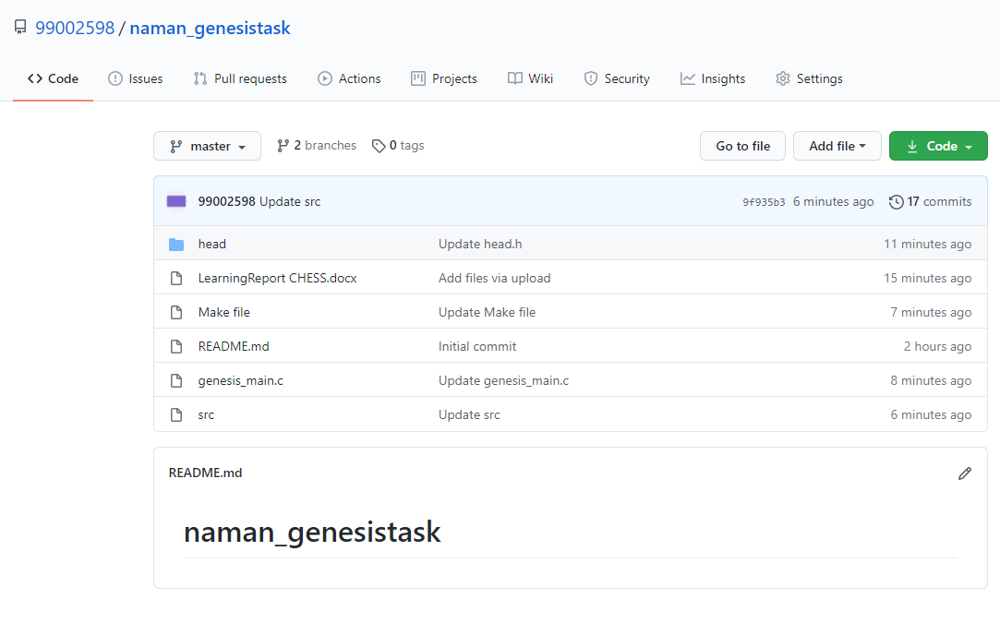 99002598 / naman_genesistask
Code Issues Pull requests Actions Projects Wiki Security Insights Settings
master 2 branches 0 tags Go to file Add file Code
99002598 Update src 9f935b3 6 minutes ago 17 commits
head Update head.h 11 minutes ago
LearningReport CHESS.docx Add files via upload 15 minutes ago
Make file Update Make file 7 minutes ago
README.md Initial commit 2 hours ago
genesis_main.c Update genesis_main.c 8 minutes ago
src Update src 6 minutes ago
README.md
naman_genesistask